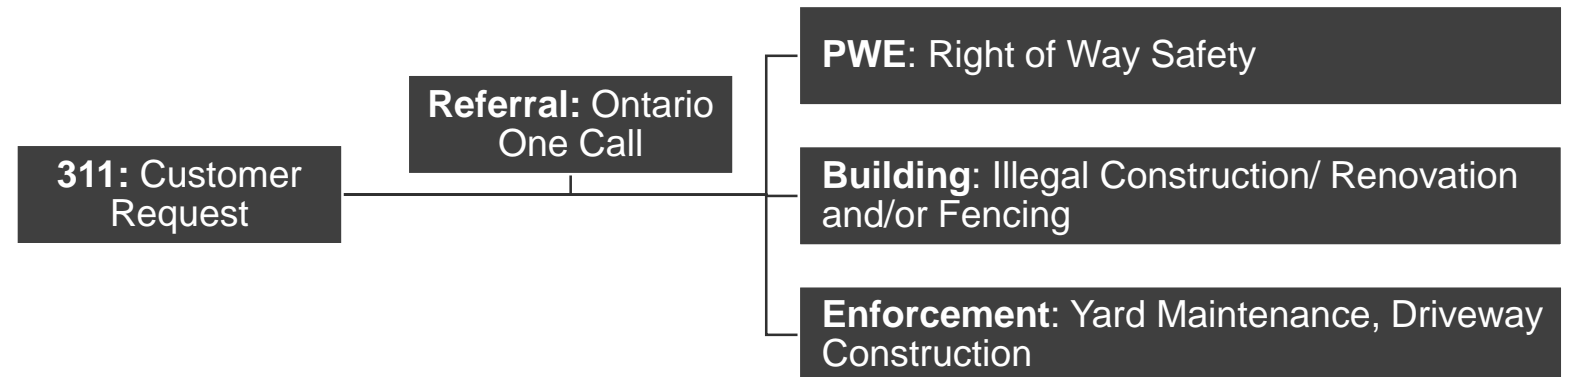 311: Customer
Request
Referral: Ontario
One Call
PWE: Right of Way Safety
Building: Illegal Construction/ Renovation
and/or Fencing
Enforcement: Yard Maintenance, Driveway
Construction